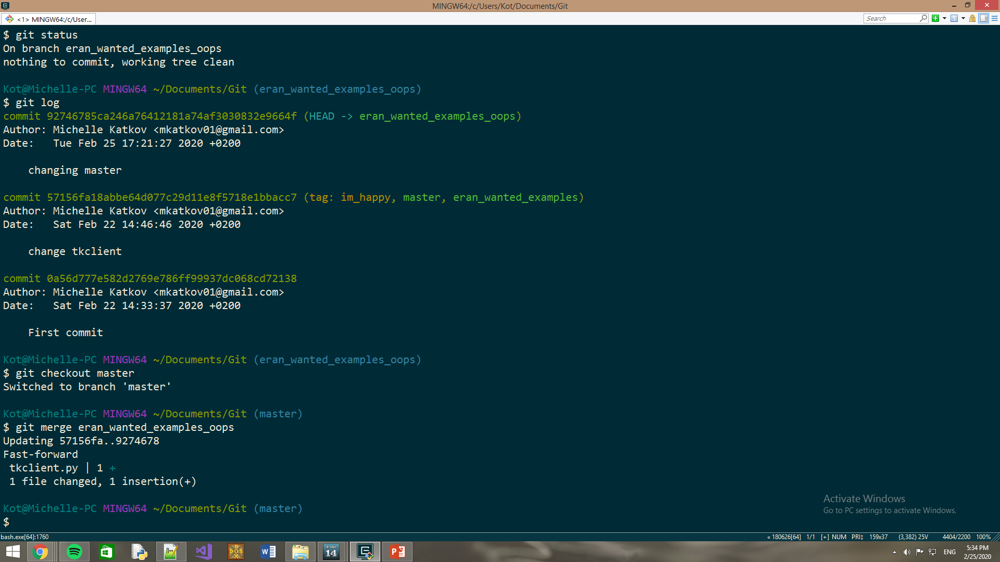 MINGW64:/c/Users/Kot/Documents/Git
<1> MINGW64:/c/User...
Search
$ git status
On branch eran_wanted_examples_oops
nothing to commit, working tree clean
Kot@Michelle-PC MINGW64 ~/Documents/Git (eran_wanted_examples_oops)
$ git log
commit 92746785ca246a76412181a74af3030832e9664f (HEAD -> eran_wanted_examples_oops)
Author: Michelle Katkov <mkatkov01@gmail.com>
Date:   Tue Feb 25 17:21:27 2020 +0200
changing master
commit 57156fa18abbe64d077c29d11e8f5718e1bbacc7 (tag: im_happy, master, eran_wanted_examples)
Author: Michelle Katkov <mkatkov01@gmail.com>
Date:   Sat Feb 22 14:46:46 2020 +0200
change tkclient
commit 0a56d777e582d2769e786ff99937dc068cd72138
Author: Michelle Katkov <mkatkov01@gmail.com>
Date:   Sat Feb 22 14:33:37 2020 +0200
First commit
Kot@Michelle-PC MINGW64 ~/Documents/Git (eran_wanted_examples_oops)
$ git checkout master
Switched to branch 'master'
Kot@Michelle-PC MINGW64 ~/Documents/Git (master)
$ git merge eran_wanted_examples_oops
Updating 57156fa..9274678
Fast-forward
tkclient.py | 1 +
1 file changed, 1 insertion(+)
Kot@Michelle-PC MINGW64 ~/Documents/Git (master)
$
Activate Windows
Go to PC settings to activate Windows.
bash.exe[64]:1760
« 180626[64] 1/1 [+] NUM PRI↕ 159x37 (3,382) 25V 4404/2200 100%
BOX
DOS
14
ENG
5:34 PM
2/25/2020